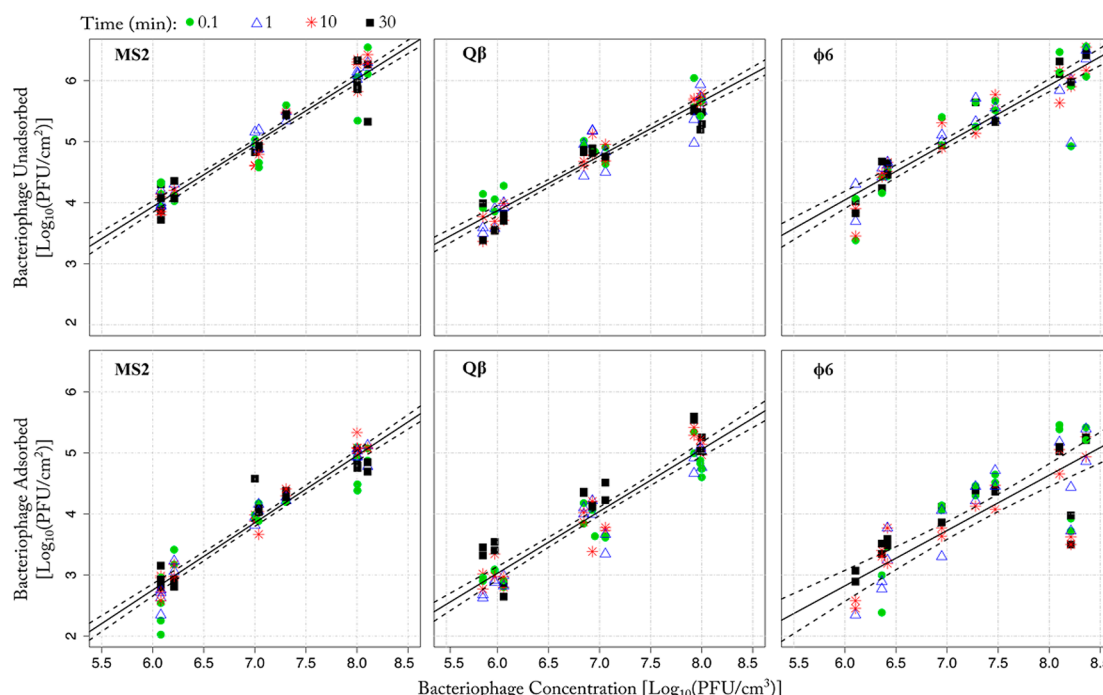 Time (min): 0.1 1 10 30
MS2 Qβ ϕ6
Bacteriophage Unadsorbed
[Log10(PFU/cm2)]
6
5
4
3
2
MS2 Qβ ϕ6
Bacteriophage Adsorbed
[Log10(PFU/cm2)]
6
5
4
3
2
5.5 6.0 6.5 7.0 7.5 8.0 8.5 5.5 6.0 6.5 7.0 7.5 8.0 8.5 5.5 6.0 6.5 7.0 7.5 8.0 8.5
Bacteriophage Concentration [Log10(PFU/cm3)]